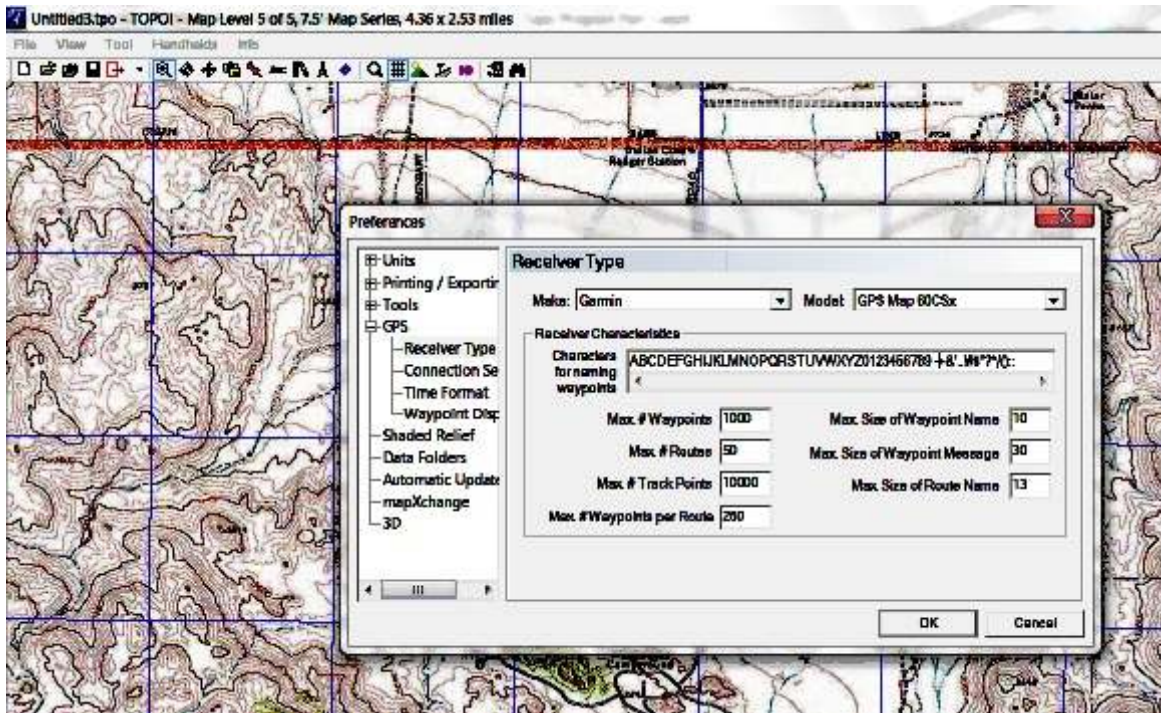 Untitled3.tpo - TOPO! - Map Level 5 of 5, 7.5' Map Series, 4.36 x 2.53 miles
File View Tool Handhelds Info
Ranger Station
Preferences
Units
Printing / Exportin
Tools
GPS
Receiver Type
Connection Se
Time Format
Waypoint Disp
Shaded Relief
Data Folders
Automatic Update
mapXchange
3D
Receiver Type
Make: Garmin Model: GPS Map 60CSx
Receiver Characteristics
Characters for naming waypoints
ABCDEFGHIJKLMNOPQRSTUVWXYZ0123456789
Max. # Waypoints 1000 Max. Size of Waypoint Name 10
Max. # Routes 50 Max. Size of Waypoint Message 30
Max. # Track Points 10000 Max. Size of Route Name 13
Max. # Waypoints per Route 250
OK Cancel